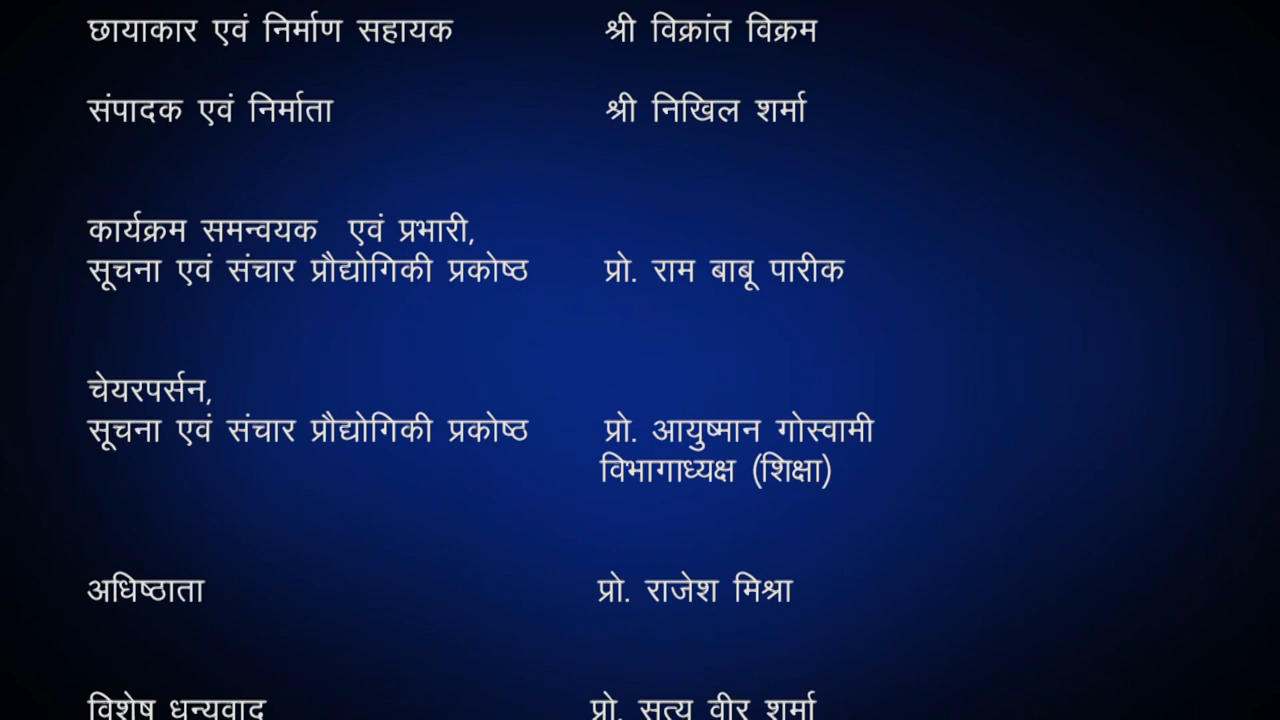 छायाकार एवं निर्माण सहायक श्री विक्रांत विक्रम
संपादक एवं निर्माता श्री निखिल शर्मा
कार्यक्रम समन्वयक एवं प्रभारी,
सूचना एवं संचार प्रौद्योगिकी प्रकोष्ठ प्रो. राम बाबू पारीक
चेयरपर्सन,
सूचना एवं संचार प्रौद्योगिकी प्रकोष्ठ प्रो. आयुष्मान गोस्वामी
विभागाध्यक्ष (शिक्षा)
अधिष्ठाता प्रो. राजेश मिश्रा
विशेष धन्यवाद प्रो. सत्य वीर शर्मा